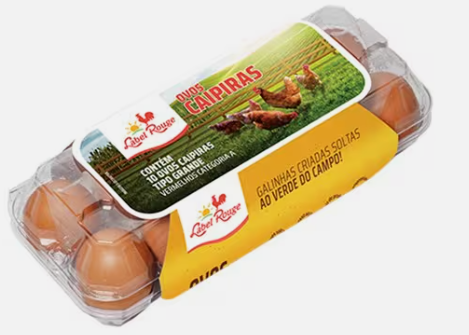 OVOS
CAIPIRAS
Label Rouge
CONTÉM
10 OVOS CAIPIRAS
TIPO GRANDE
VERMELHOS CATEGORIA A
Label Rouge
GALINHAS CRIADAS SOLTAS
AO VERDE DO CAMPO!
OVOS